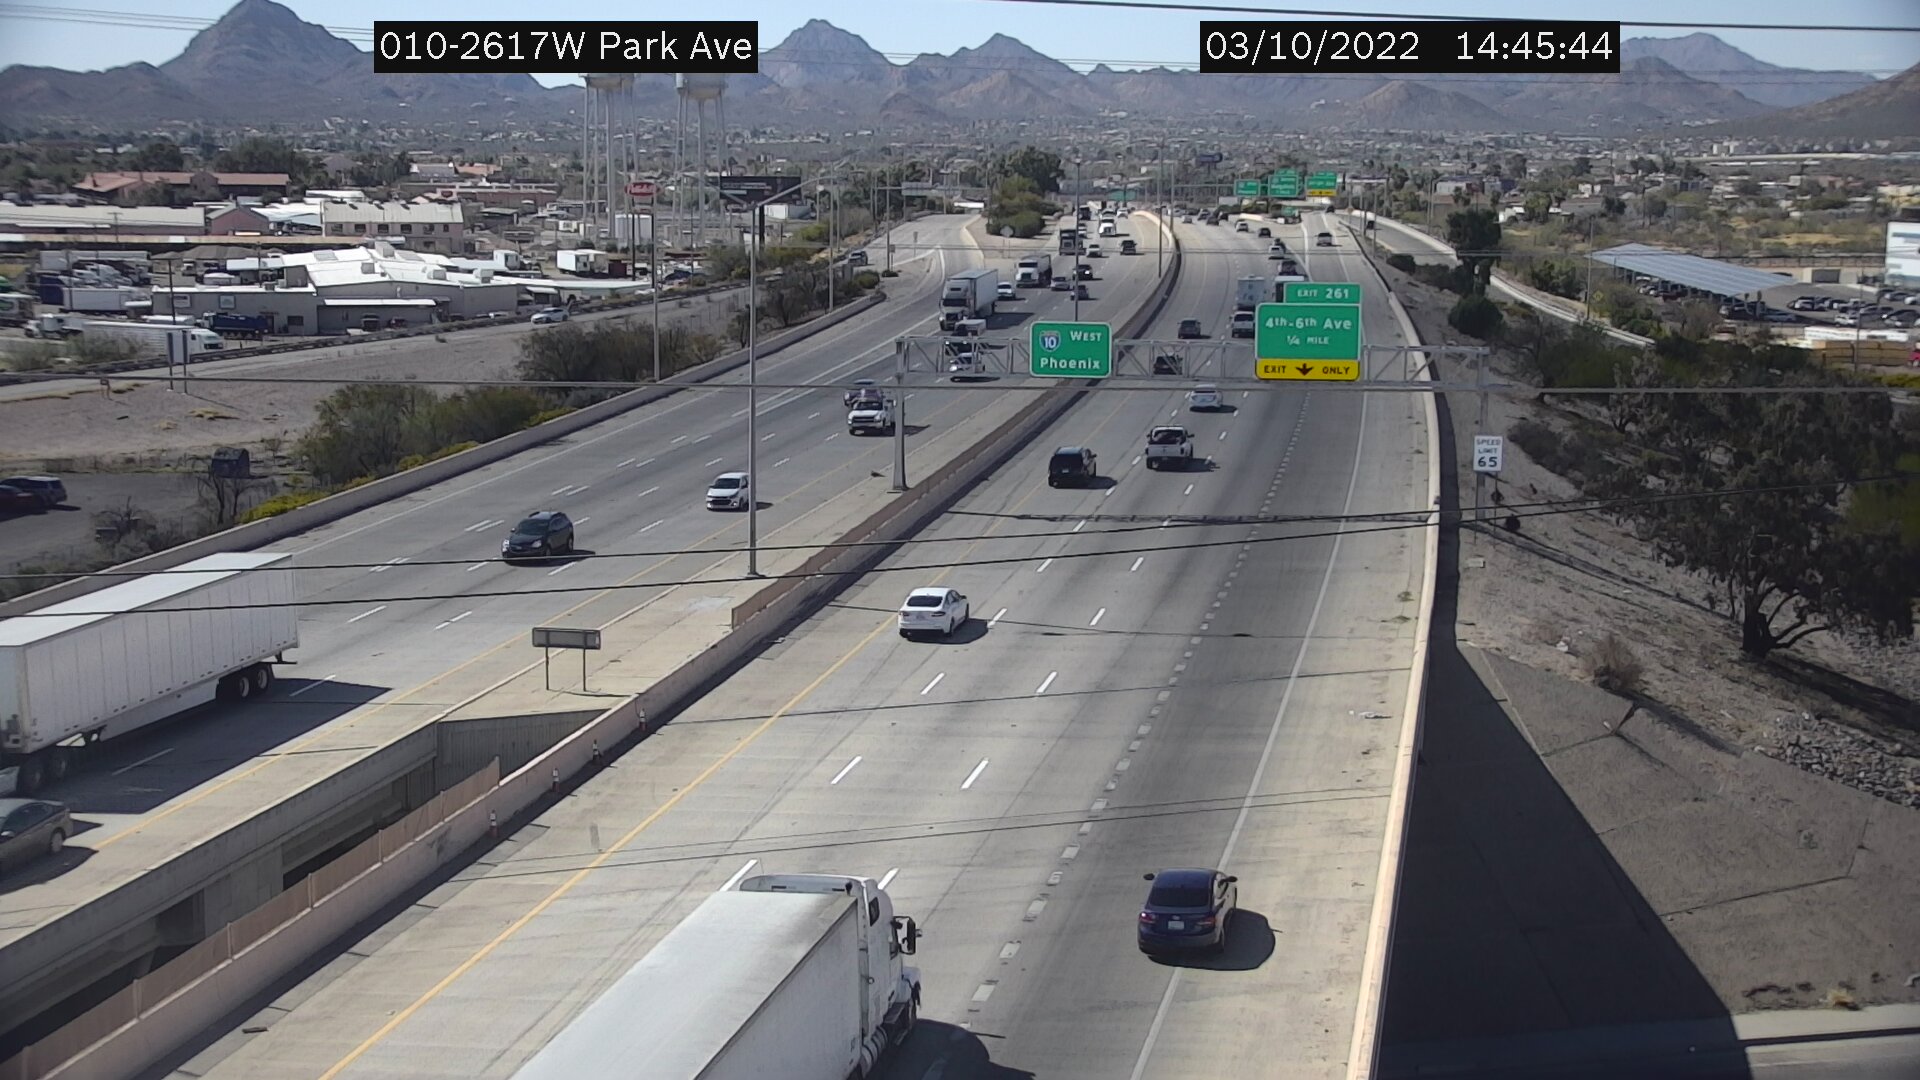 010-2617W Park Ave
03/10/2022 14:45:44
EXIT 261
4th-6th Ave
1/4 MILE
EXIT ONLY
10 WEST
Phoenix
SPEED
LIMIT
65